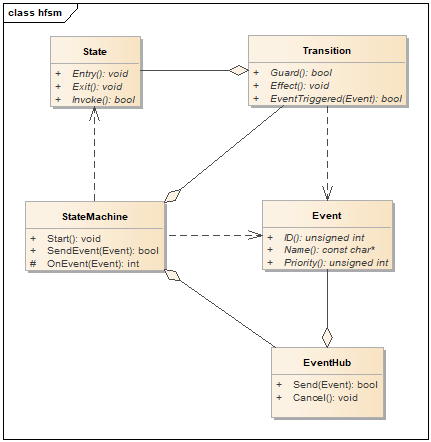 class hfsm
State
+ Entry(): void
+ Exit(): void
+ Invoke(): bool
Transition
+ Guard(): bool
+ Effect(): void
+ EventTriggered(Event): bool
StateMachine
+ Start(): void
+ SendEvent(Event): bool
# OnEvent(Event): int
Event
+ ID(): unsigned int
+ Name(): const char*
+ Priority(): unsigned int
EventHub
+ Send(Event): bool
+ Cancel(): void